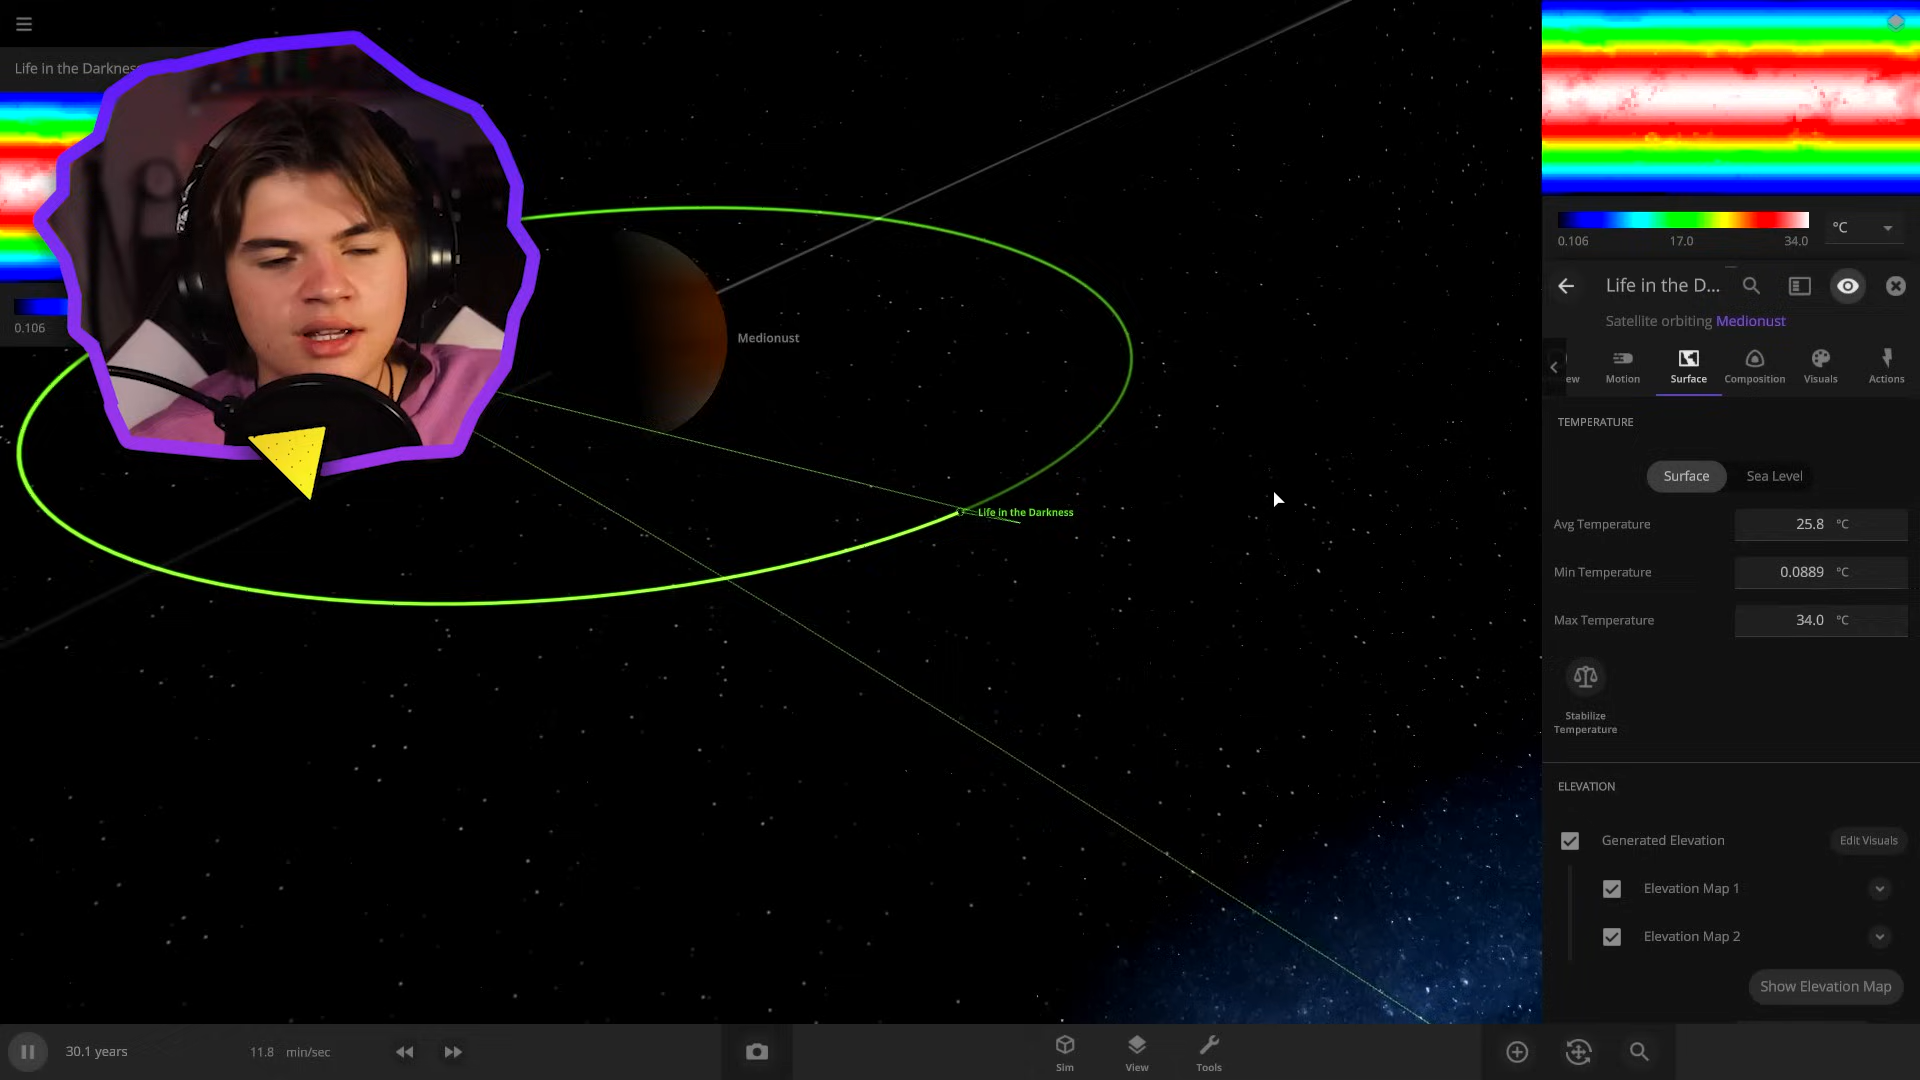 Life in the Darkness
0.106
Medionust
Life in the Darkness
0.106 17.0 34.0
°C
Life in the D...
Satellite orbiting Medionust
ew Motion Surface Composition Visuals Actions
TEMPERATURE
Surface Sea Level
Avg Temperature 25.8 °C
Min Temperature 0.0889 °C
Max Temperature 34.0 °C
Stabilize
Temperature
ELEVATION
Generated Elevation Edit Visuals
Elevation Map 1
Elevation Map 2
Show Elevation Map
30.1 years 11.8 min/sec
Sim View Tools